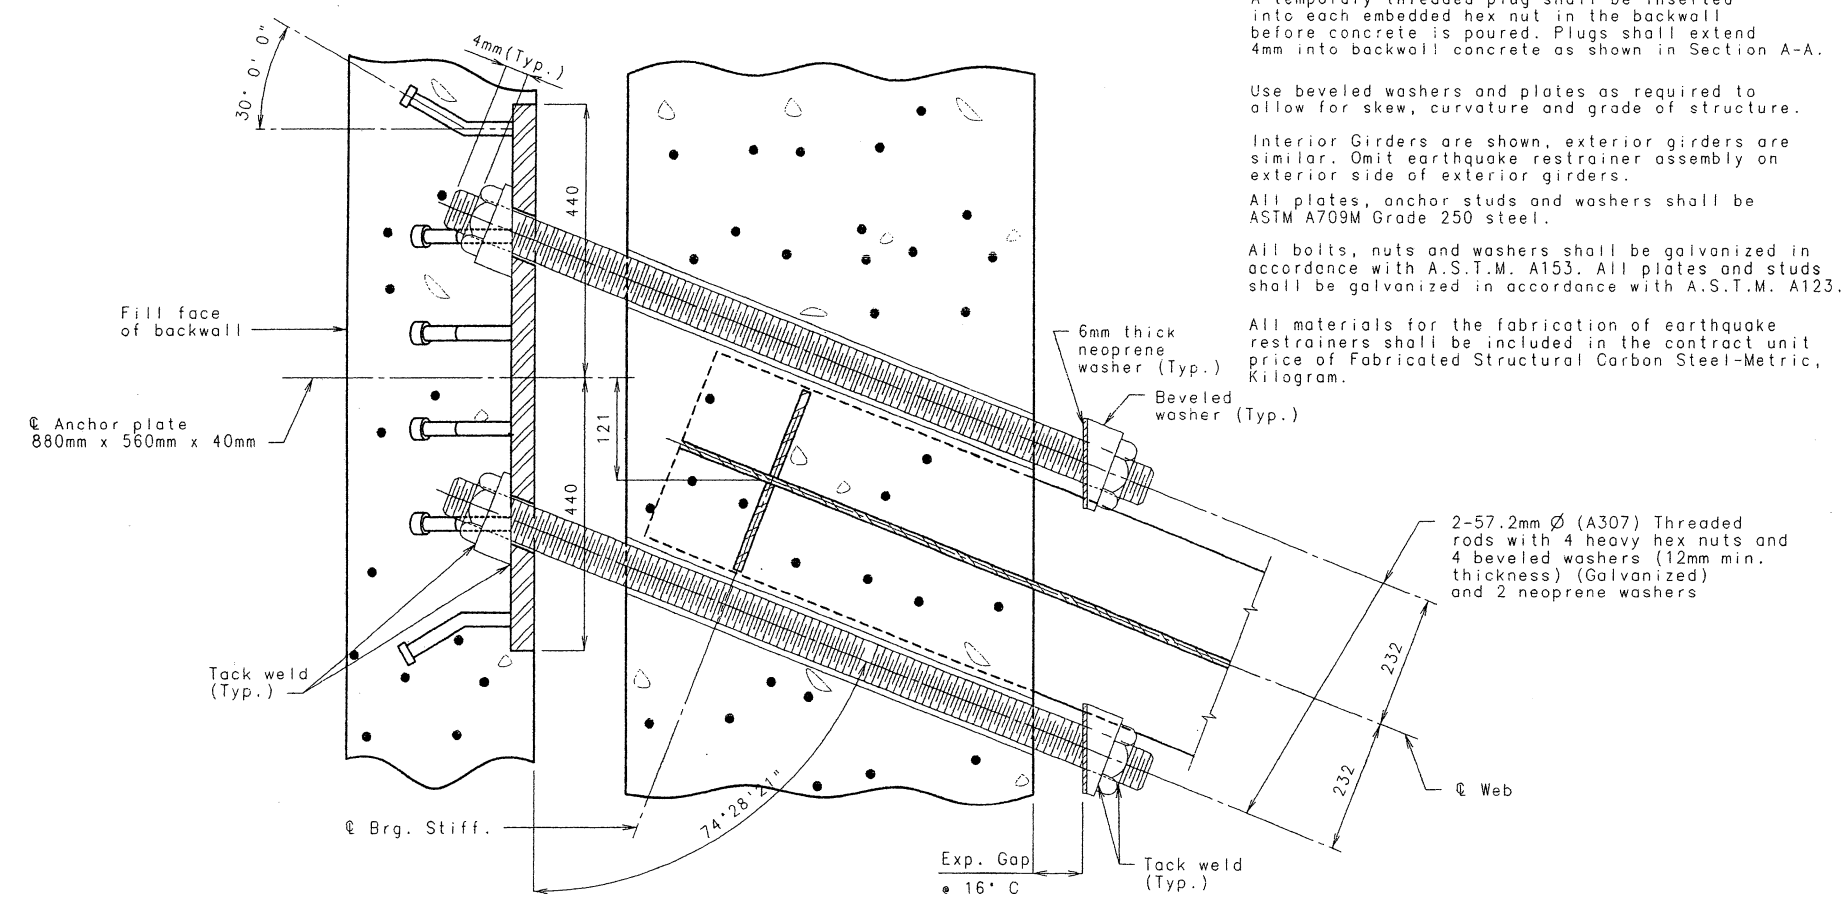 A temporary threaded plug shall be inserted
into each embedded hex nut in the backwall
before concrete is poured. Plugs shall extend
4mm into backwall concrete as shown in Section A-A.
Use beveled washers and plates as required to
allow for skew, curvature and grade of structure.
Interior Girders are shown, exterior girders are
similar. Omit earthquake restrainer assembly on
exterior side of exterior girders.
All plates, anchor studs and washers shall be
ASTM A709M Grade 250 steel.
All bolts, nuts and washers shall be galvanized in
accordance with A.S.T.M. A153. All plates and studs
shall be galvanized in accordance with A.S.T.M. A123.
All materials for the fabrication of earthquake
restrainers shall be included in the contract unit
price of Fabricated Structural Carbon Steel-Metric,
Kilogram.
30° 0' 0"
4mm(Typ.)
440
Fill face
of backwall
℄ Anchor plate
880mm x 560mm x 40mm
121
440
6mm thick
neoprene
washer (Typ.)
Beveled
washer (Typ.)
2-57.2mm Ø (A307) Threaded
rods with 4 heavy hex nuts and
4 beveled washers (12mm min.
thickness) (Galvanized)
and 2 neoprene washers
Tack weld
(Typ.)
232
232
℄ Web
℄ Brg. Stiff.
74°28'21"
Exp. Gap
@ 16° C
Tack weld
(Typ.)